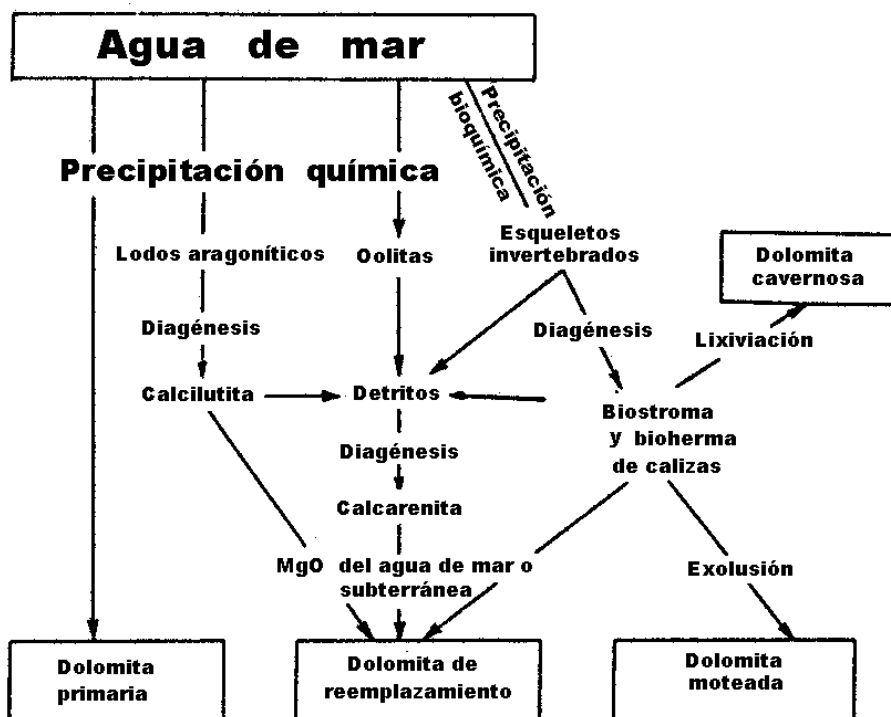 Agua de mar
Precipitación
bioquímica
Precipitación química
Lodos aragoníticos
Oolitas
Esqueletos
invertebrados
Dolomita
cavernosa
Diagénesis
Diagénesis
Lixiviación
Calcilutita
Detritos
Biostroma
y bioherma
de calizas
Diagénesis
Calcarenita
MgO del agua de mar o
subterránea
Exolusión
Dolomita
primaria
Dolomita de
reemplazamiento
Dolomita
moteada